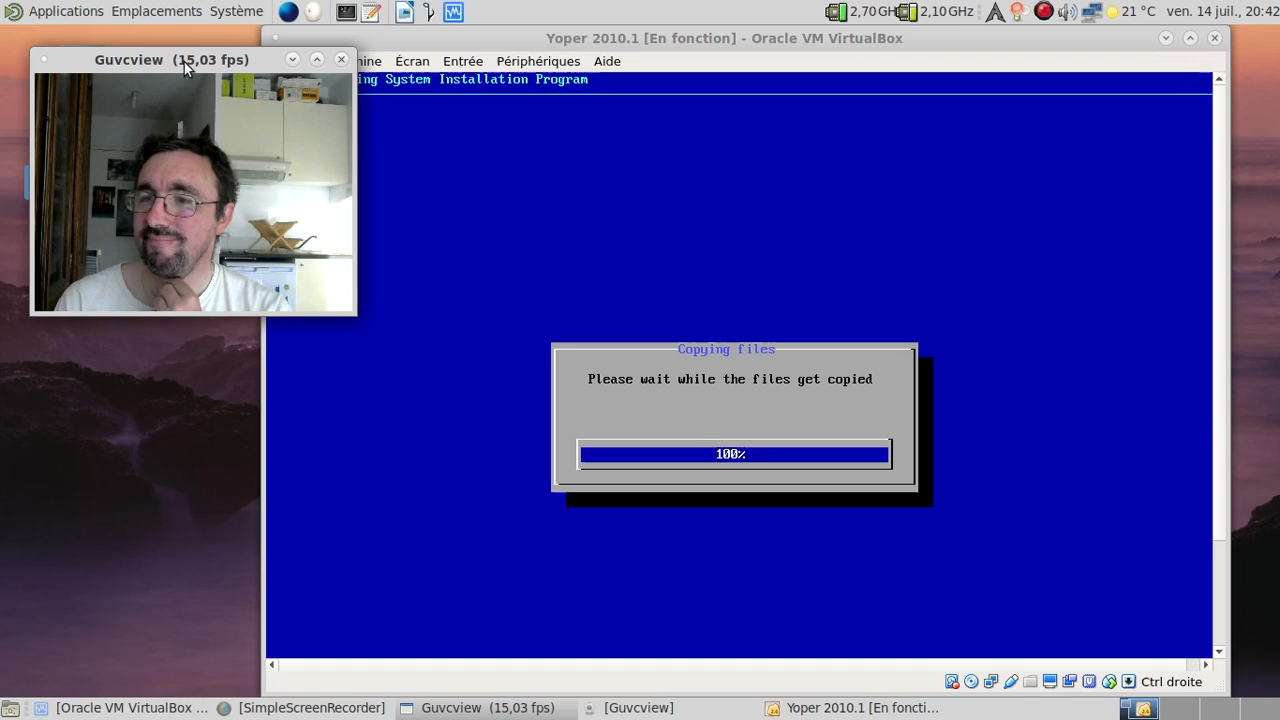 Applications Emplacements Système
2,70 GHz 2,10 GHz 21 °C ven. 14 juil., 20:42
Yoper 2010.1 [En fonction] - Oracle VM VirtualBox
Guvcview (15,03 fps)
Écran Entrée Périphériques Aide
System Installation Program
Copying files
Please wait while the files get copied
100%
Ctrl droite
[Oracle VM VirtualBox ... [SimpleScreenRecorder] Guvcview (15,03 fps) [Guvcview] Yoper 2010.1 [En foncti...